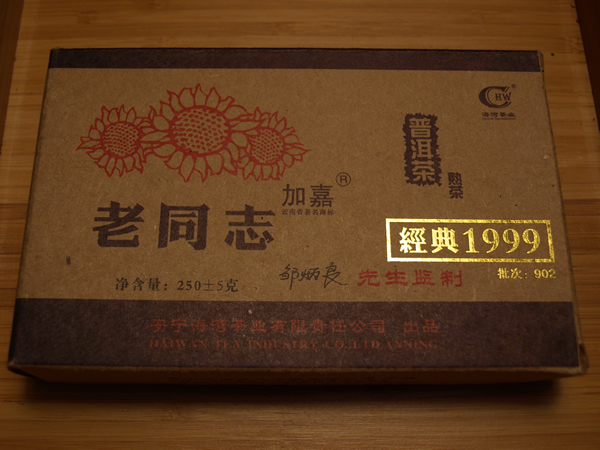 CHW®
海湾茶业
普洱茶
熟茶
加嘉®
云南省著名商标
老同志
經典1999
净含量：250±5克
邹炳良 先生监制
批次：902
安宁海湾茶业有限责任公司 出品
HAIWAN TEA INDUSTRY CO.,LTD ANNING